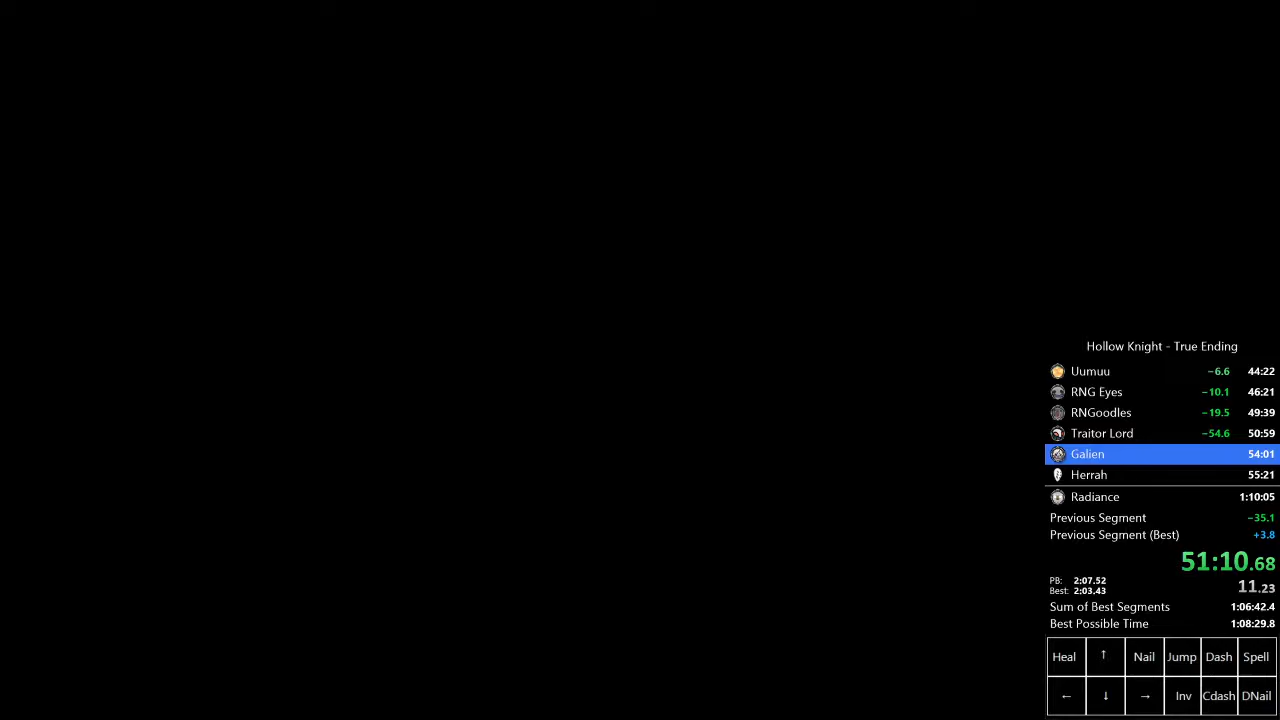 Hollow Knight - True Ending
Uumuu −6.6 44:22
RNG Eyes −10.1 46:21
RNGoodles −19.5 49:39
Traitor Lord −54.6 50:59
Galien 54:01
Herrah 55:21
Radiance 1:10:05
Previous Segment −35.1
Previous Segment (Best) +3.8
51:10.68
PB: 2:07.52 11.23
Best: 2:03.43
Sum of Best Segments 1:06:42.4
Best Possible Time 1:08:29.8
Heal ↑ Nail Jump Dash Spell
← ↓ → Inv Cdash DNail